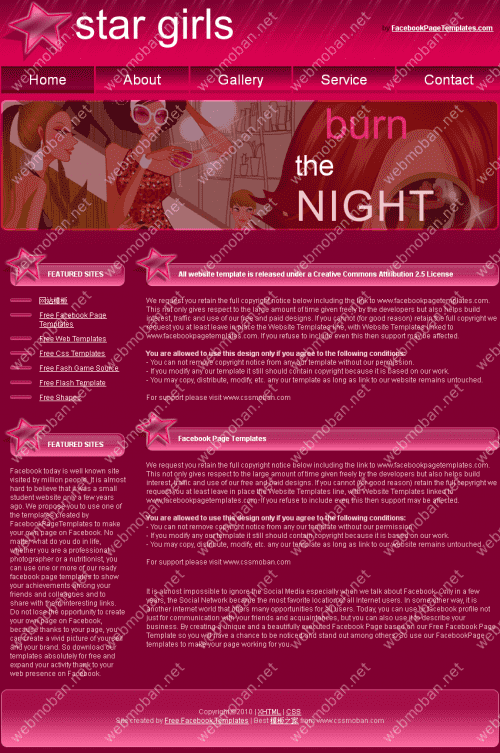 star girls
by FacebookPageTemplates.com
Home
About
Gallery
Service
Contact
burn
the
NIGHT
FEATURED SITES
网站模板
Free Facebook Page
Templates
Free Web Templates
Free Css Templates
Free Fash Game Source
Free Flash Template
Free Shapes
FEATURED SITES
Facebook today is well known site
visited by million people. It is almost
hard to believe that it was a small
student website only a few years
ago. We propose you to use one of
the templates created by
FacebookPageTemplates to make
your own page on Facebook. No
matter what do you do in life,
whether you are a professional
photographer or a nutritionist, you
can use one or more of our ready
facebook page templates to show
your achievements among your
friends and colleagues and to
share with them interesting links.
Do not lose the opportunity to create
your own page on Facebook,
because thanks to your page, you
can create a vivid picture of yourself
and your brand. So download our
templates absolutely for free and
expand your activity thank to your
web presence on Facebook.
All website template is released under a Creative Commons Attribution 2.5 License
We request you retain the full copyright notice below including the link to www.facebookpagetemplates.com.
This not only gives respect to the large amount of time given freely by the developers but also helps build
interest, traffic and use of our free and paid designs. If you cannot (for good reason) retain the full copyright we
request you at least leave in place the Website Templates line, with Website Templates linked to
www.facebookpagetemplates.com. If you refuse to include even this then support may be affected.
You are allowed to use this design only if you agree to the following conditions:
- You can not remove copyright notice from any our template without our permission.
- If you modify any our template it still should contain copyright because it is based on our work.
- You may copy, distribute, modify, etc. any our template as long as link to our website remains untouched.
For support please visit www.cssmoban.com
Facebook Page Templates
We request you retain the full copyright notice below including the link to www.facebookpagetemplates.com.
This not only gives respect to the large amount of time given freely by the developers but also helps build
interest, traffic and use of our free and paid designs. If you cannot (for good reason) retain the full copyright we
request you at least leave in place the Website Templates line, with Website Templates linked to
www.facebookpagetemplates.com. If you refuse to include even this then support may be affected.
You are allowed to use this design only if you agree to the following conditions:
- You can not remove copyright notice from any our template without our permission.
- If you modify any our template it still should contain copyright because it is based on our work.
- You may copy, distribute, modify, etc. any our template as long as link to our website remains untouched.
For support please visit www.cssmoban.com
It is almost impossible to ignore the Social Media especially when we talk about Facebook. Only in a few
years, the Social Network became the most favorite location of all Internet users. In some other way, it is
another internet world that offers many opportunities for all users. Today, you can use facebook profile not
just for communication with your friends and acquaintances, but you can also use it to describe your
business. By creating a unique and a beautifully executed Facebook Page based on our Free Facebook Page
Template so you will have a chance to be noticed and stand out among others. So use our FacebookPage
templates to make your page working for you.
Copyright 2010 | XHTML | CSS
Site created by Free Facebook Templates | Best 模板之家 from www.cssmoban.com
webmoban.net